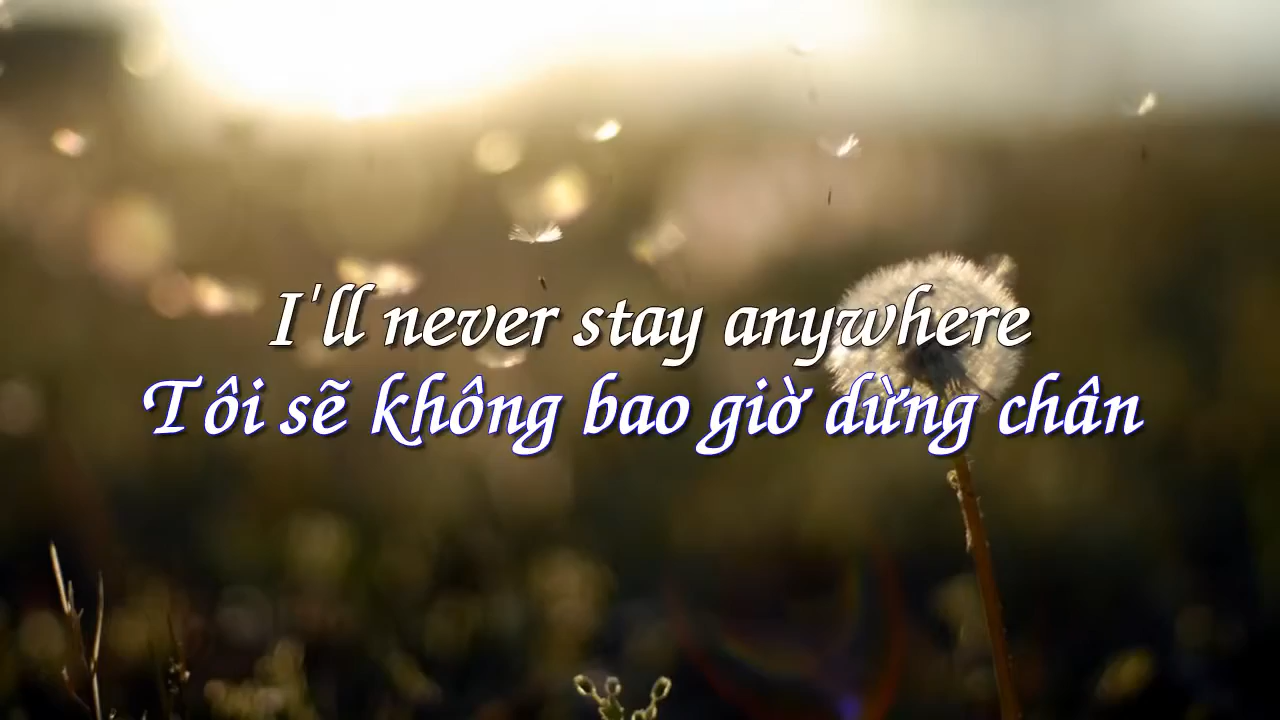 I'll never stay anywhere
Tôi sẽ không bao giờ dừng chân